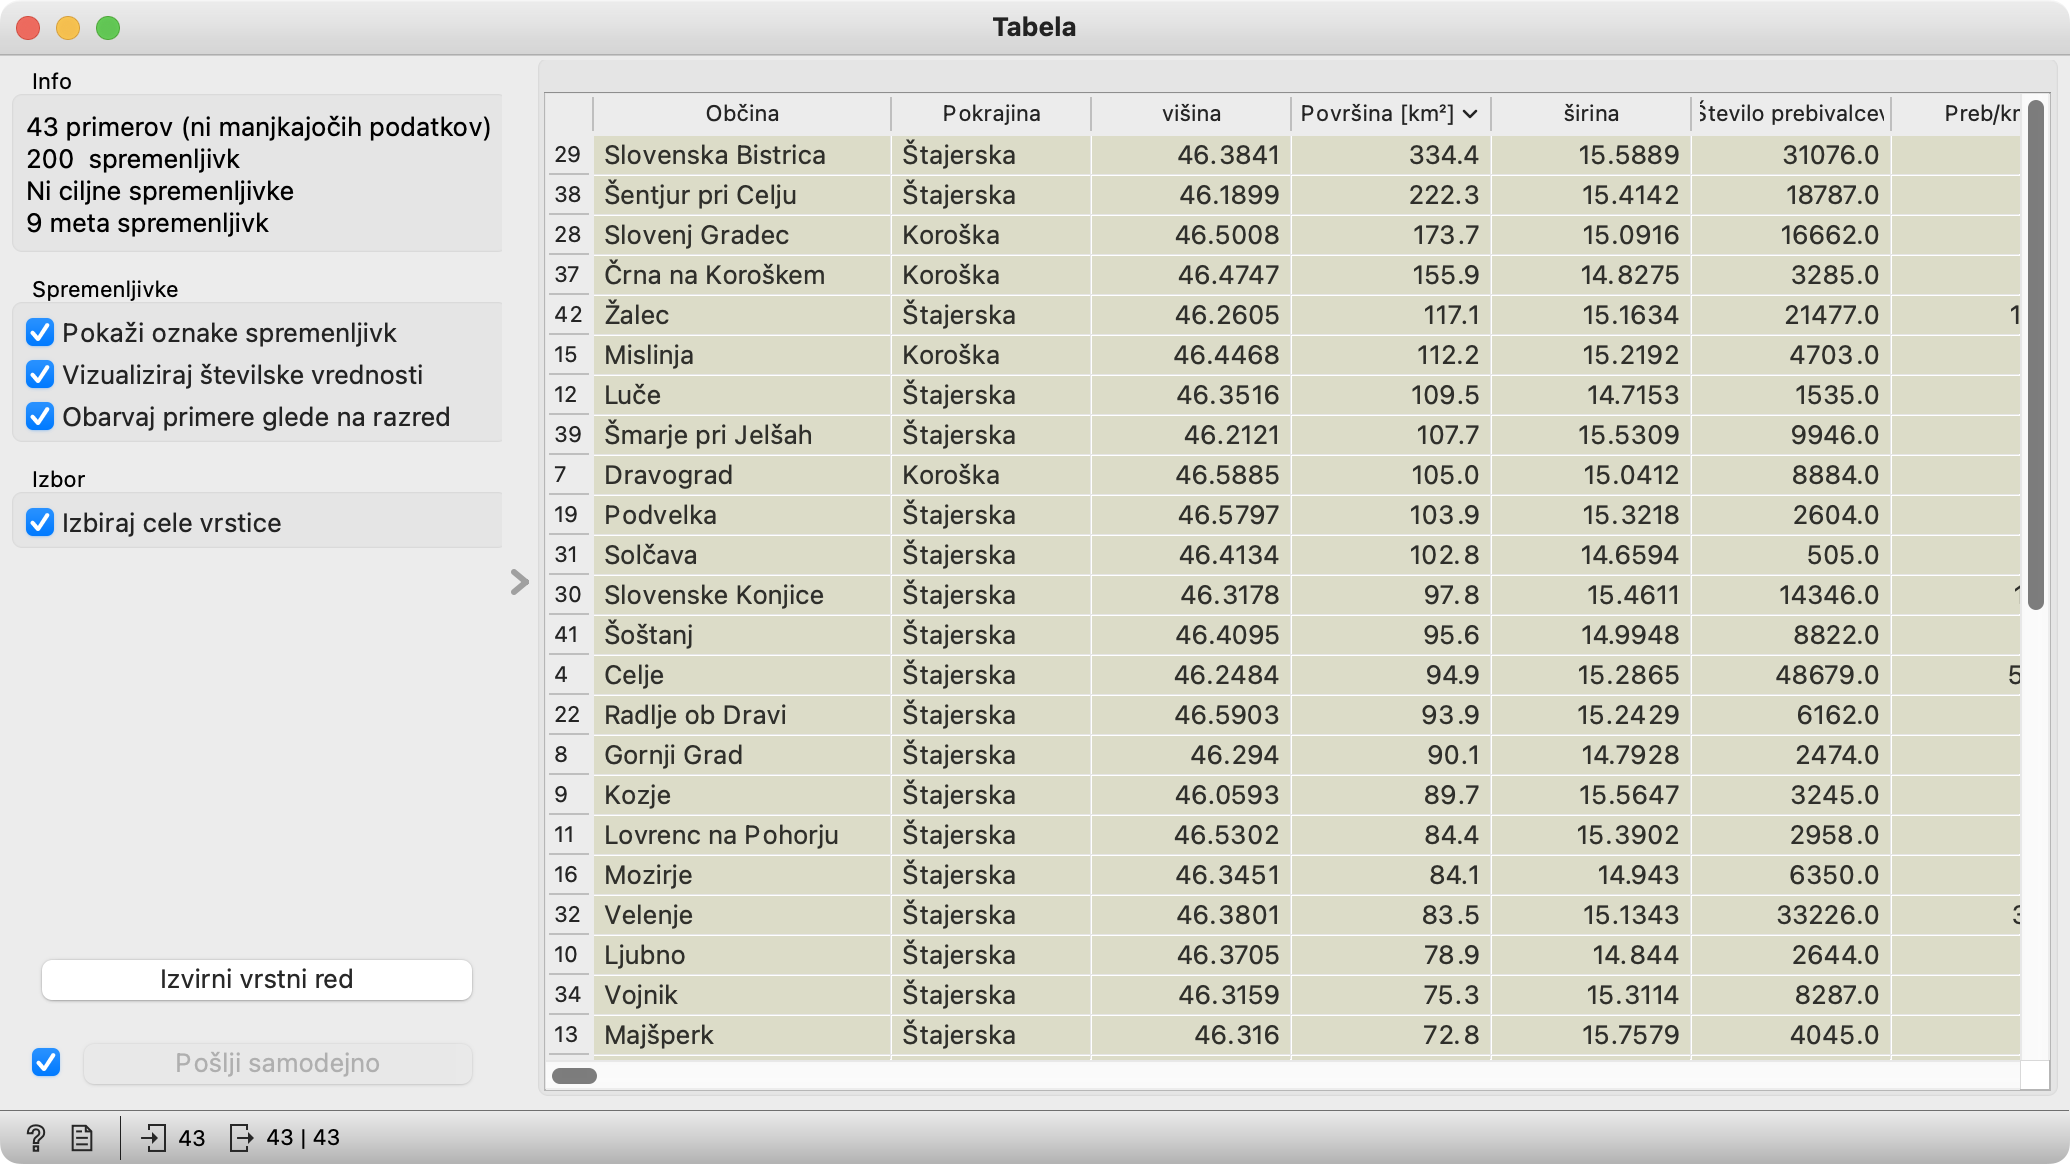 Tabela
Info
43 primerov (ni manjkajočih podatkov)
200 spremenljivk
Ni ciljne spremenljivke
9 meta spremenljivk
Spremenljivke
Pokaži oznake spremenljivk
Vizualiziraj številske vrednosti
Obarvaj primere glede na razred
Izbor
Izbiraj cele vrstice
Izvirni vrstni red
Pošlji samodejno
Občina Pokrajina višina Površina [km²] širina Število prebivalcev Preb/km
29 Slovenska Bistrica Štajerska 46.3841 334.4 15.5889 31076.0
38 Šentjur pri Celju Štajerska 46.1899 222.3 15.4142 18787.0
28 Slovenj Gradec Koroška 46.5008 173.7 15.0916 16662.0
37 Črna na Koroškem Koroška 46.4747 155.9 14.8275 3285.0
42 Žalec Štajerska 46.2605 117.1 15.1634 21477.0 1
15 Mislinja Koroška 46.4468 112.2 15.2192 4703.0
12 Luče Štajerska 46.3516 109.5 14.7153 1535.0
39 Šmarje pri Jelšah Štajerska 46.2121 107.7 15.5309 9946.0
7 Dravograd Koroška 46.5885 105.0 15.0412 8884.0
19 Podvelka Štajerska 46.5797 103.9 15.3218 2604.0
31 Solčava Štajerska 46.4134 102.8 14.6594 505.0
30 Slovenske Konjice Štajerska 46.3178 97.8 15.4611 14346.0 1
41 Šoštanj Štajerska 46.4095 95.6 14.9948 8822.0
4 Celje Štajerska 46.2484 94.9 15.2865 48679.0 5
22 Radlje ob Dravi Štajerska 46.5903 93.9 15.2429 6162.0
8 Gornji Grad Štajerska 46.294 90.1 14.7928 2474.0
9 Kozje Štajerska 46.0593 89.7 15.5647 3245.0
11 Lovrenc na Pohorju Štajerska 46.5302 84.4 15.3902 2958.0
16 Mozirje Štajerska 46.3451 84.1 14.943 6350.0
32 Velenje Štajerska 46.3801 83.5 15.1343 33226.0 3
10 Ljubno Štajerska 46.3705 78.9 14.844 2644.0
34 Vojnik Štajerska 46.3159 75.3 15.3114 8287.0
13 Majšperk Štajerska 46.316 72.8 15.7579 4045.0
? 43 43 | 43